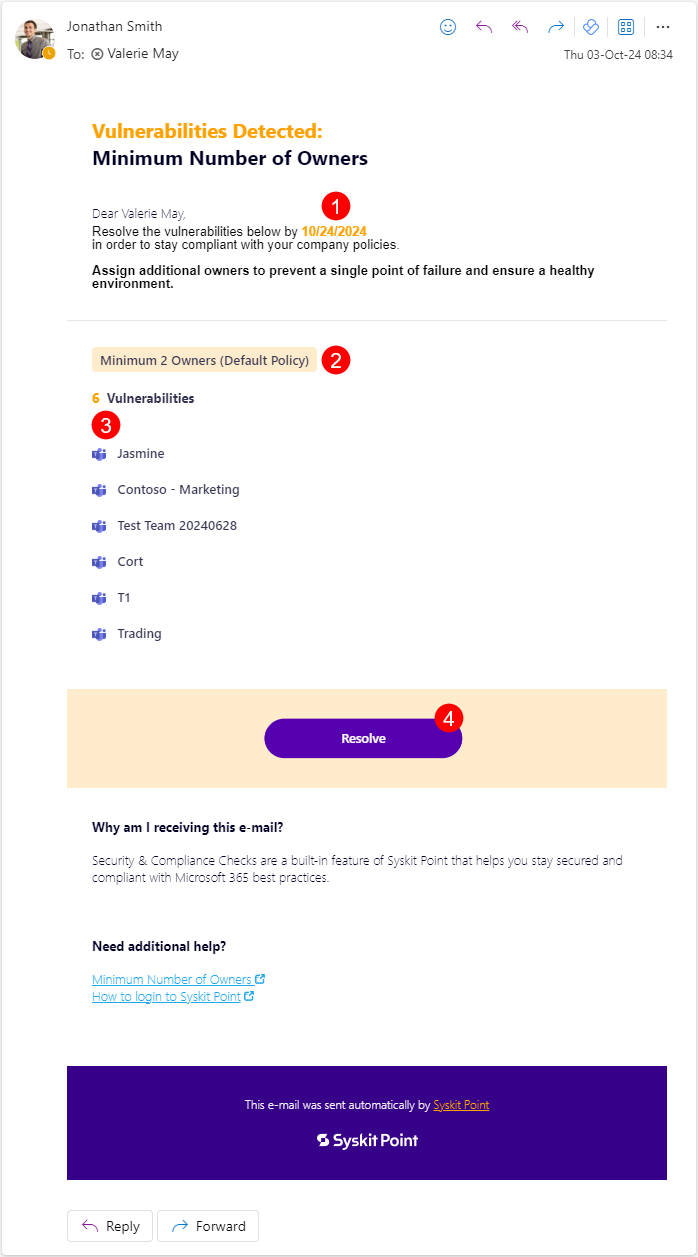 Jonathan Smith
To: Valerie May
Thu 03-Oct-24 08:34
Vulnerabilities Detected:
Minimum Number of Owners
1
Dear Valerie May,
Resolve the vulnerabilities below by 10/24/2024
in order to stay compliant with your company policies.
Assign additional owners to prevent a single point of failure and ensure a healthy
environment.
Minimum 2 Owners (Default Policy) 2
6 Vulnerabilities
3
Jasmine
Contoso - Marketing
Test Team 20240628
Cort
T1
Trading
4
Resolve
Why am I receiving this e-mail?
Security & Compliance Checks are a built-in feature of Syskit Point that helps you stay secured and
compliant with Microsoft 365 best practices.
Need additional help?
Minimum Number of Owners
How to login to Syskit Point
This e-mail was sent automatically by Syskit Point
Syskit Point
Reply Forward